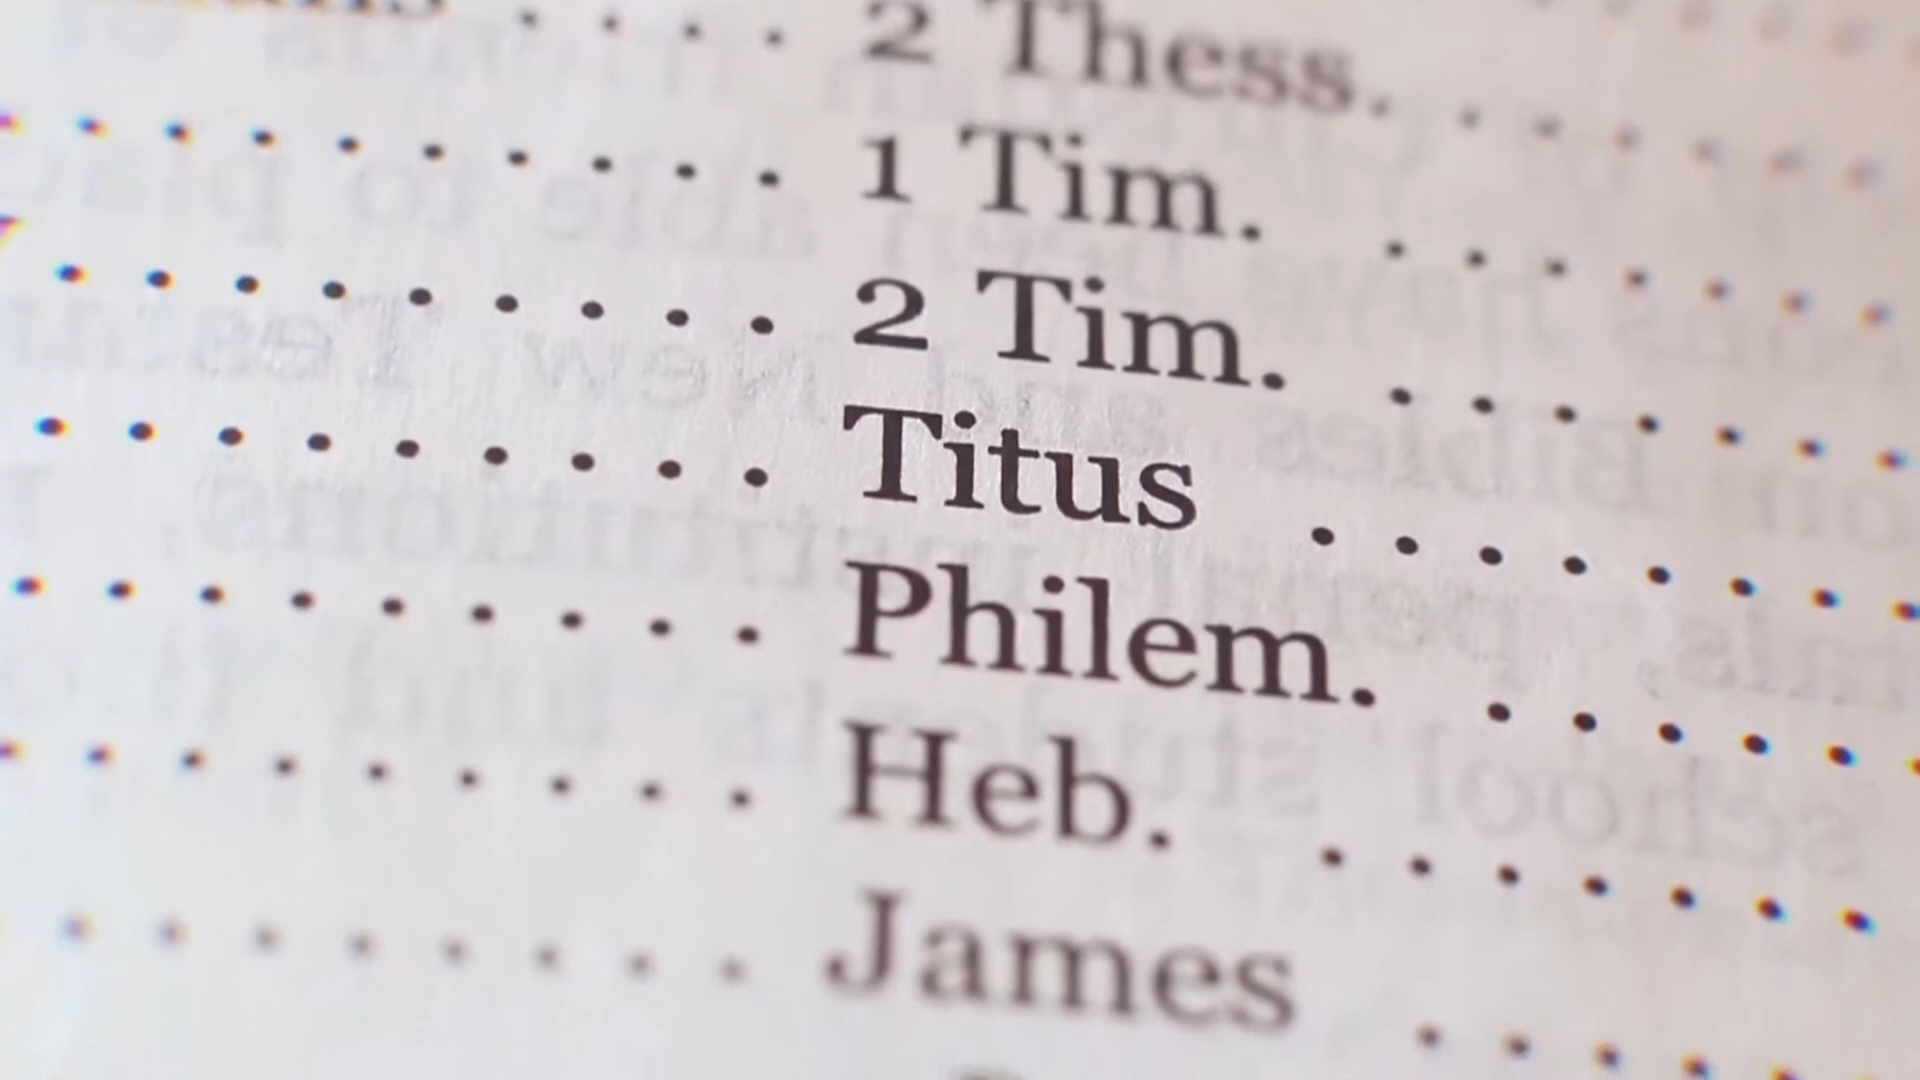 2 Thess. . . . . . .
. . . . . . . . . . 1 Tim. . . . . . . .
. . . . . . . . . 2 Tim. . . . . . . .
. . . . . . . . . Titus . . . . . . . .
. . . . . . . . . Philem. . . . . . .
. . . . . . . . . Heb. . . . . . . .
. . . . . . . . James . . . . .